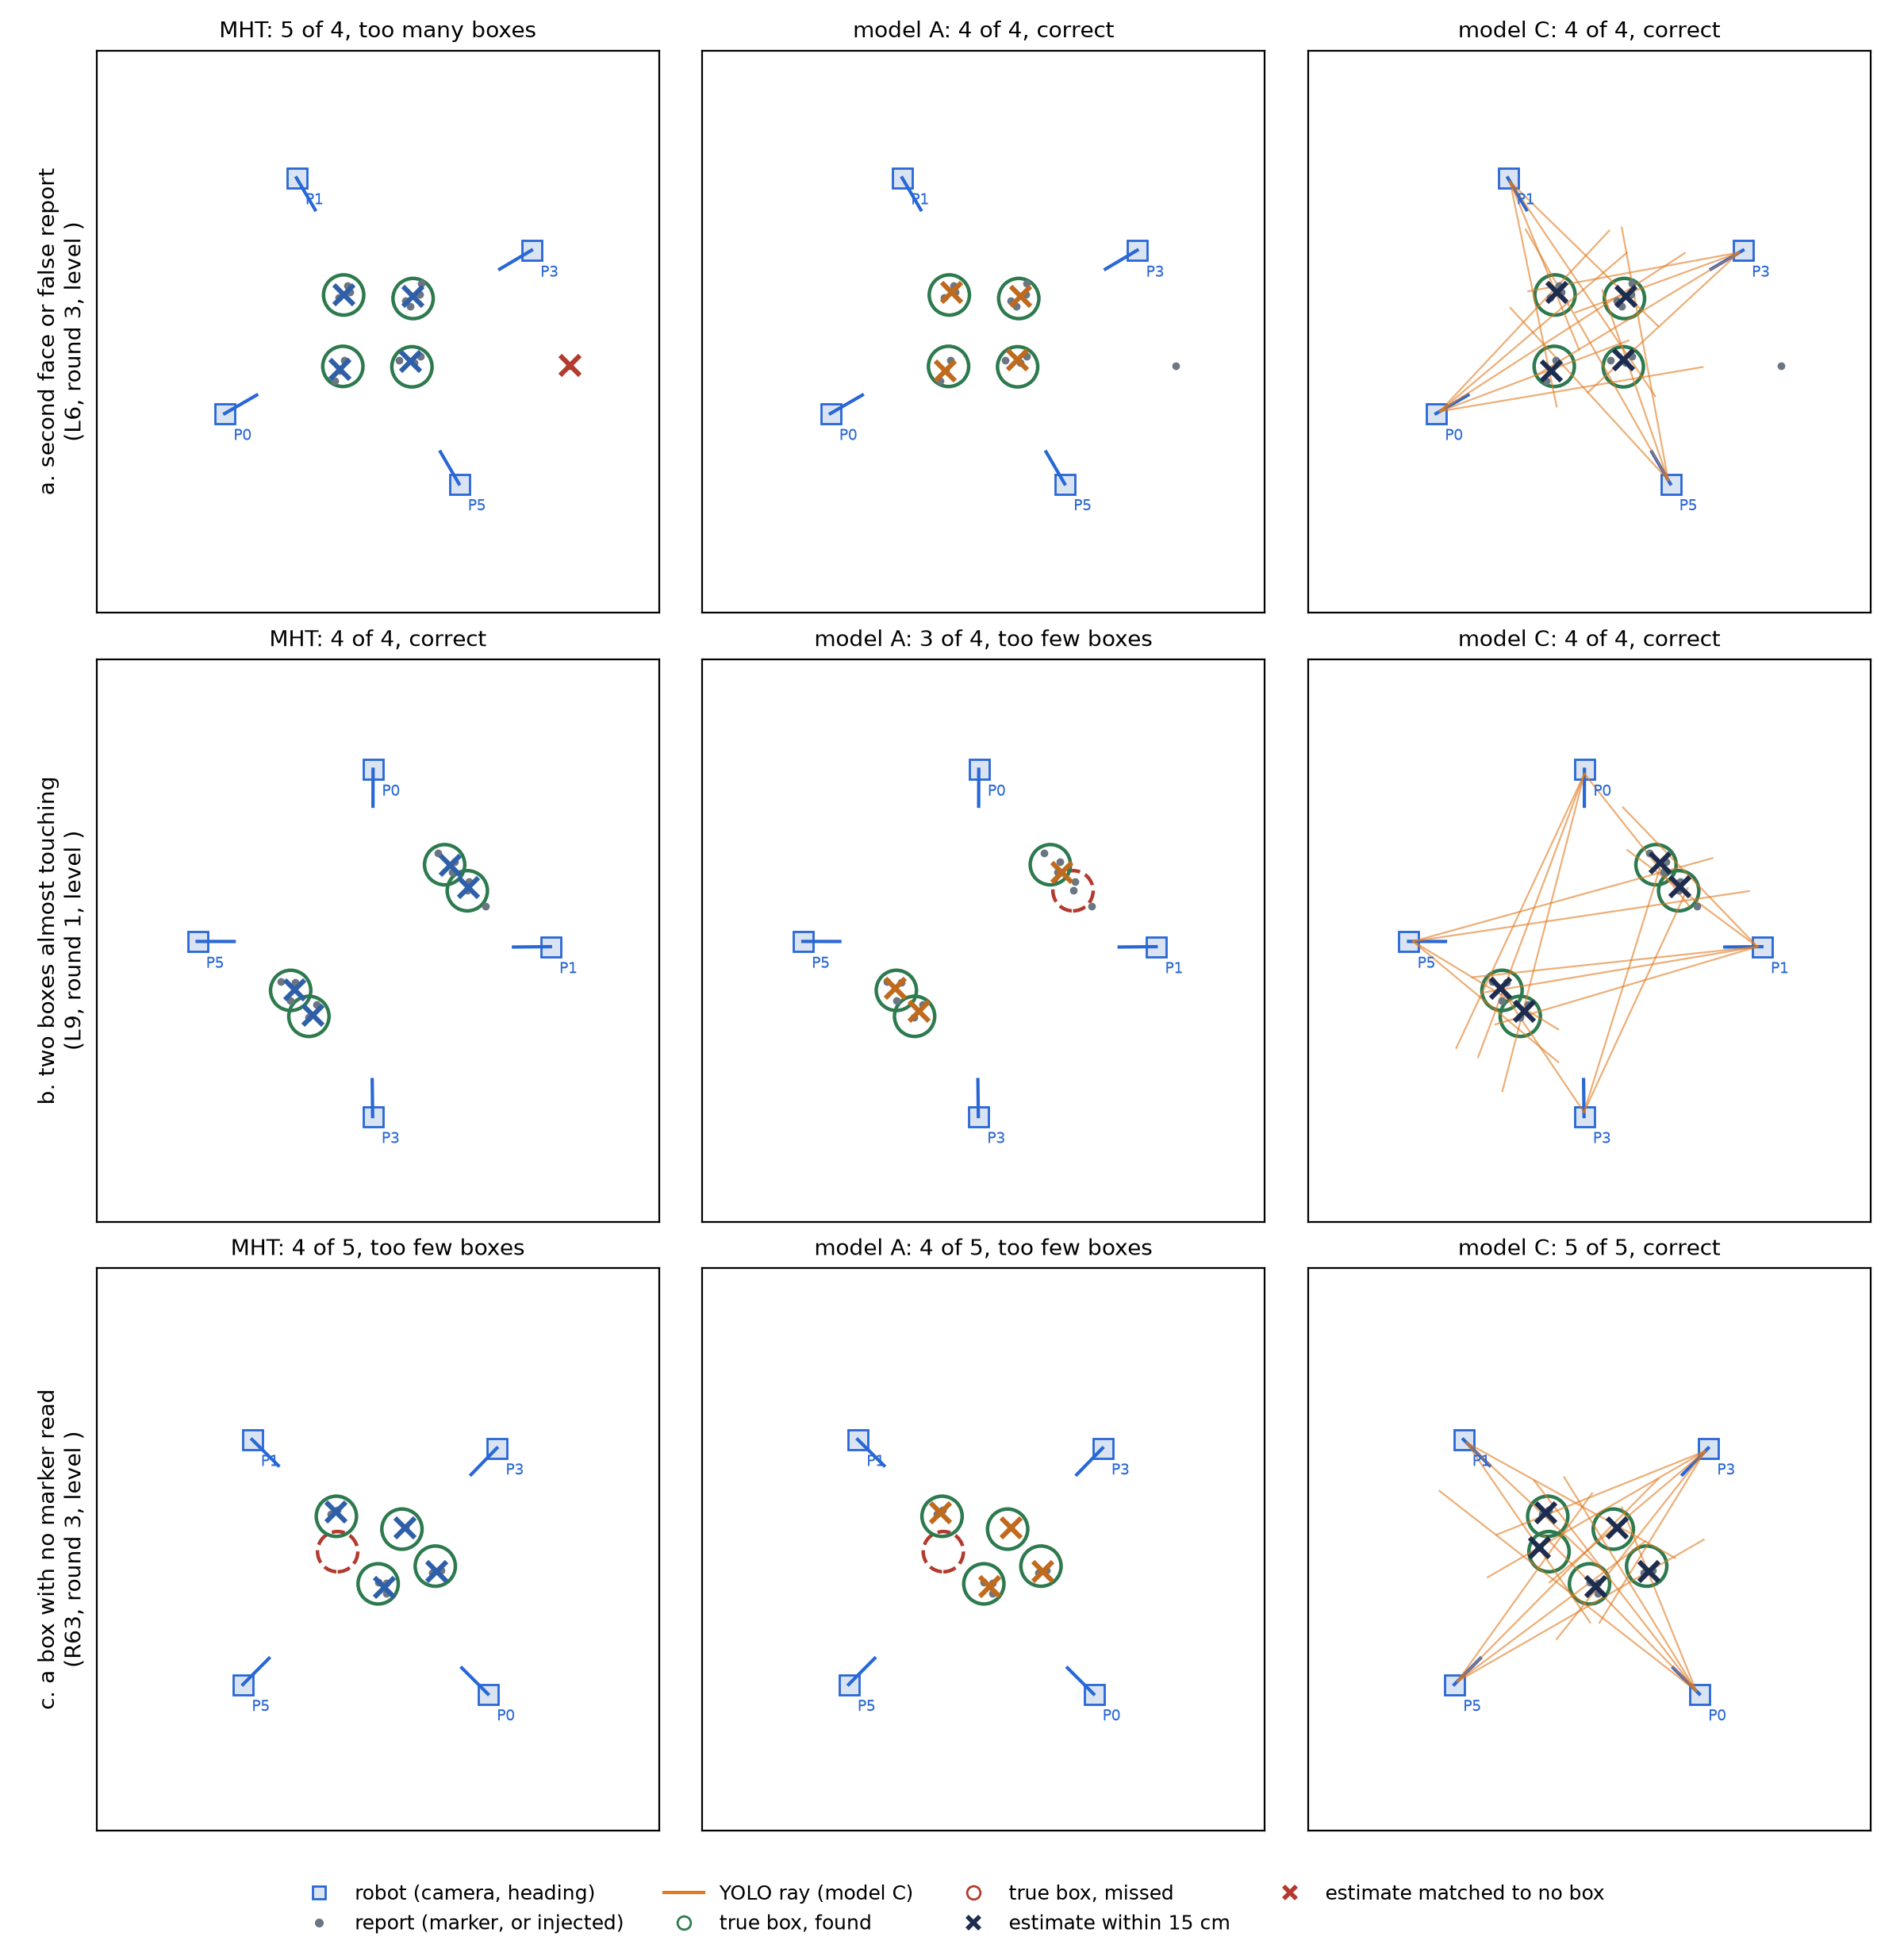 MHT: 5 of 4, too many boxes
model A: 4 of 4, correct
model C: 4 of 4, correct
a. second face or false report
(L6, round 3, level )
P1
P3
P0
P5
P1
P3
P0
P5
P1
P3
P0
P5
MHT: 4 of 4, correct
model A: 3 of 4, too few boxes
model C: 4 of 4, correct
b. two boxes almost touching
(L9, round 1, level )
P0
P5
P1
P3
P0
P5
P1
P3
P0
P5
P1
P3
MHT: 4 of 5, too few boxes
model A: 4 of 5, too few boxes
model C: 5 of 5, correct
c. a box with no marker read
(R63, round 3, level )
P1
P3
P5
P0
P1
P3
P5
P0
P1
P3
P5
P0
robot (camera, heading)
report (marker, or injected)
YOLO ray (model C)
true box, found
true box, missed
estimate within 15 cm
estimate matched to no box